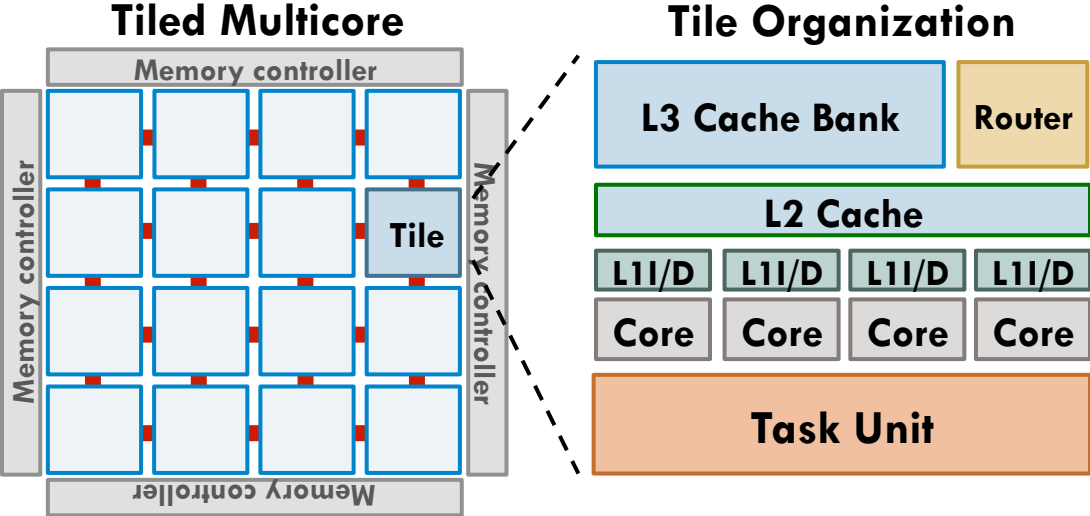 Tiled Multicore
Memory controller
Memory controller
Tile
Memory controller
Memory controller
Tile Organization
L3 Cache Bank
Router
L2 Cache
L1I/D
L1I/D
L1I/D
L1I/D
Core
Core
Core
Core
Task Unit